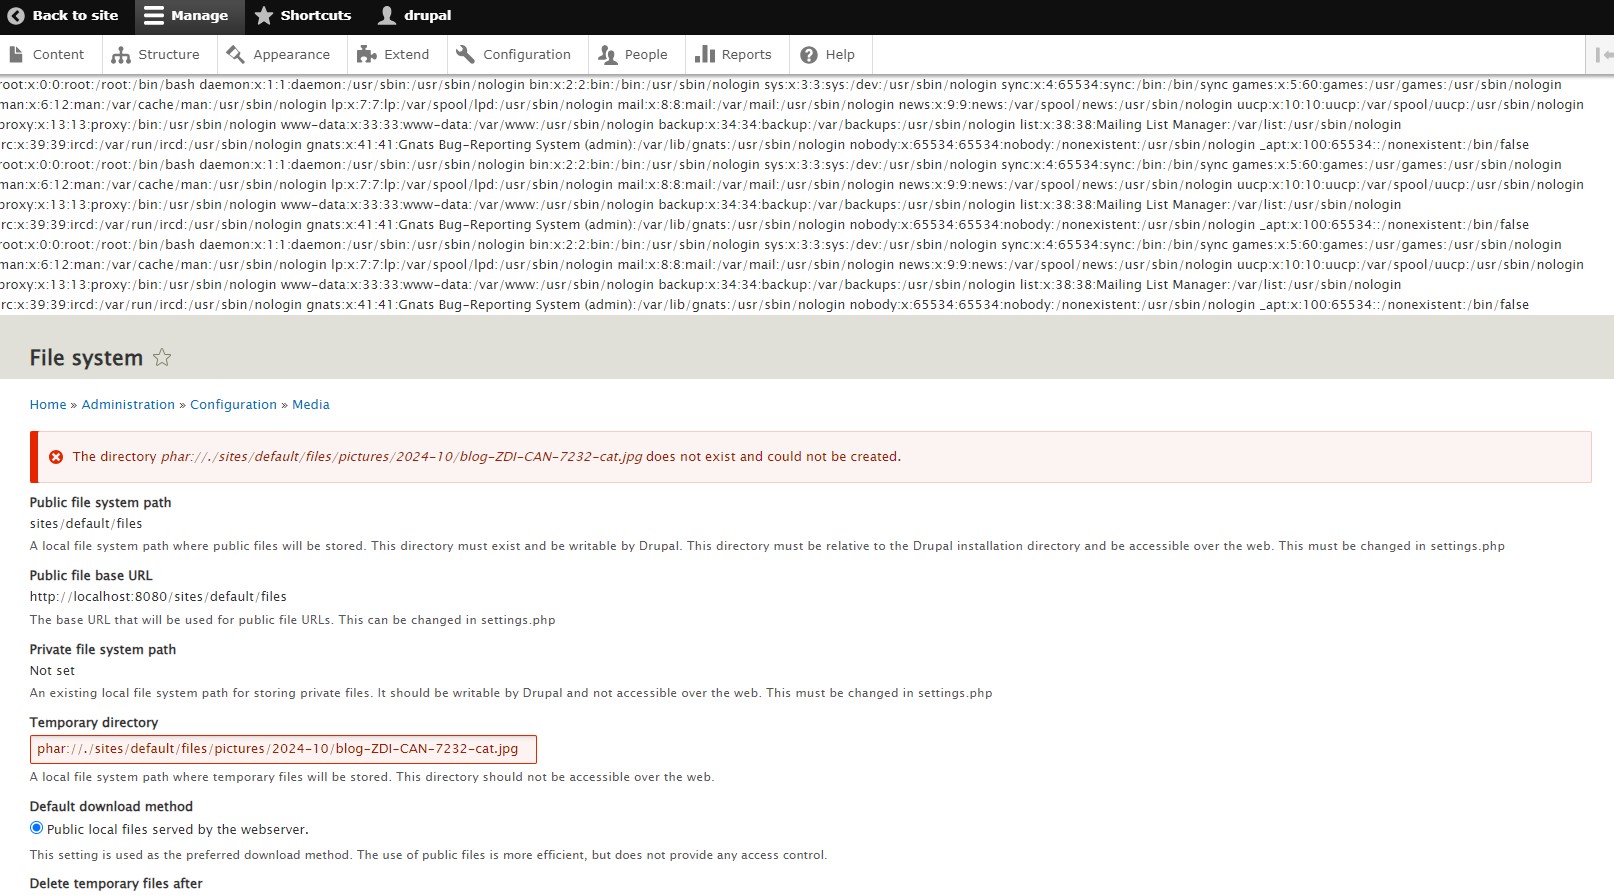 Back to site Manage Shortcuts drupal
Content Structure Appearance Extend Configuration People Reports Help
root:x:0:0:root:/root:/bin/bash daemon:x:1:1:daemon:/usr/sbin:/usr/sbin/nologin bin:x:2:2:bin:/bin:/usr/sbin/nologin sys:x:3:3:sys:/dev:/usr/sbin/nologin sync:x:4:65534:sync:/bin:/bin/sync games:x:5:60:games:/usr/games:/usr/sbin/nologin
man:x:6:12:man:/var/cache/man:/usr/sbin/nologin lp:x:7:7:lp:/var/spool/lpd:/usr/sbin/nologin mail:x:8:8:mail:/var/mail:/usr/sbin/nologin news:x:9:9:news:/var/spool/news:/usr/sbin/nologin uucp:x:10:10:uucp:/var/spool/uucp:/usr/sbin/nologin
proxy:x:13:13:proxy:/bin:/usr/sbin/nologin www-data:x:33:33:www-data:/var/www:/usr/sbin/nologin backup:x:34:34:backup:/var/backups:/usr/sbin/nologin list:x:38:38:Mailing List Manager:/var/list:/usr/sbin/nologin
rc:x:39:39:ircd:/var/run/ircd:/usr/sbin/nologin gnats:x:41:41:Gnats Bug-Reporting System (admin):/var/lib/gnats:/usr/sbin/nologin nobody:x:65534:65534:nobody:/nonexistent:/usr/sbin/nologin _apt:x:100:65534::/nonexistent:/bin/false
root:x:0:0:root:/root:/bin/bash daemon:x:1:1:daemon:/usr/sbin:/usr/sbin/nologin bin:x:2:2:bin:/bin:/usr/sbin/nologin sys:x:3:3:sys:/dev:/usr/sbin/nologin sync:x:4:65534:sync:/bin:/bin/sync games:x:5:60:games:/usr/games:/usr/sbin/nologin
man:x:6:12:man:/var/cache/man:/usr/sbin/nologin lp:x:7:7:lp:/var/spool/lpd:/usr/sbin/nologin mail:x:8:8:mail:/var/mail:/usr/sbin/nologin news:x:9:9:news:/var/spool/news:/usr/sbin/nologin uucp:x:10:10:uucp:/var/spool/uucp:/usr/sbin/nologin
proxy:x:13:13:proxy:/bin:/usr/sbin/nologin www-data:x:33:33:www-data:/var/www:/usr/sbin/nologin backup:x:34:34:backup:/var/backups:/usr/sbin/nologin list:x:38:38:Mailing List Manager:/var/list:/usr/sbin/nologin
rc:x:39:39:ircd:/var/run/ircd:/usr/sbin/nologin gnats:x:41:41:Gnats Bug-Reporting System (admin):/var/lib/gnats:/usr/sbin/nologin nobody:x:65534:65534:nobody:/nonexistent:/usr/sbin/nologin _apt:x:100:65534::/nonexistent:/bin/false
root:x:0:0:root:/root:/bin/bash daemon:x:1:1:daemon:/usr/sbin:/usr/sbin/nologin bin:x:2:2:bin:/bin:/usr/sbin/nologin sys:x:3:3:sys:/dev:/usr/sbin/nologin sync:x:4:65534:sync:/bin:/bin/sync games:x:5:60:games:/usr/games:/usr/sbin/nologin
man:x:6:12:man:/var/cache/man:/usr/sbin/nologin lp:x:7:7:lp:/var/spool/lpd:/usr/sbin/nologin mail:x:8:8:mail:/var/mail:/usr/sbin/nologin news:x:9:9:news:/var/spool/news:/usr/sbin/nologin uucp:x:10:10:uucp:/var/spool/uucp:/usr/sbin/nologin
proxy:x:13:13:proxy:/bin:/usr/sbin/nologin www-data:x:33:33:www-data:/var/www:/usr/sbin/nologin backup:x:34:34:backup:/var/backups:/usr/sbin/nologin list:x:38:38:Mailing List Manager:/var/list:/usr/sbin/nologin
rc:x:39:39:ircd:/var/run/ircd:/usr/sbin/nologin gnats:x:41:41:Gnats Bug-Reporting System (admin):/var/lib/gnats:/usr/sbin/nologin nobody:x:65534:65534:nobody:/nonexistent:/usr/sbin/nologin _apt:x:100:65534::/nonexistent:/bin/false
File system
Home » Administration » Configuration » Media
The directory phar://./sites/default/files/pictures/2024-10/blog-ZDI-CAN-7232-cat.jpg does not exist and could not be created.
Public file system path
sites/default/files
A local file system path where public files will be stored. This directory must exist and be writable by Drupal. This directory must be relative to the Drupal installation directory and be accessible over the web. This must be changed in settings.php
Public file base URL
http://localhost:8080/sites/default/files
The base URL that will be used for public file URLs. This can be changed in settings.php
Private file system path
Not set
An existing local file system path for storing private files. It should be writable by Drupal and not accessible over the web. This must be changed in settings.php
Temporary directory
phar://./sites/default/files/pictures/2024-10/blog-ZDI-CAN-7232-cat.jpg
A local file system path where temporary files will be stored. This directory should not be accessible over the web.
Default download method
Public local files served by the webserver.
This setting is used as the preferred download method. The use of public files is more efficient, but does not provide any access control.
Delete temporary files after